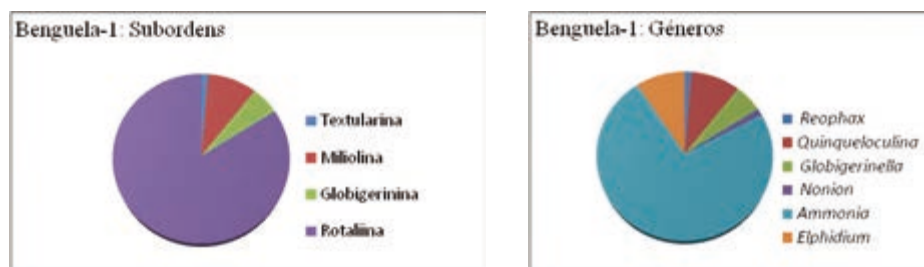 Benguela-1: Subordens
Textularina
Miliolina
Globigerinina
Rotaliina
Benguela-1: Géneros
Reophax
Quinqueloculina
Globigerinella
Nonion
Ammonia
Elphidium